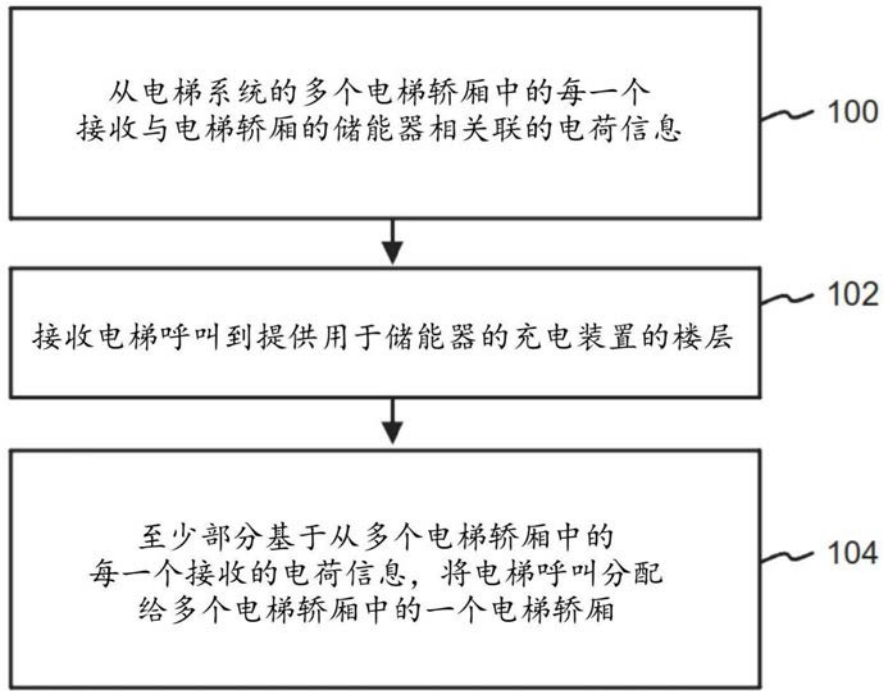 从电梯系统的多个电梯轿厢中的每一个
接收与电梯轿厢的储能器相关联的电荷信息
100
接收电梯呼叫到提供用于储能器的充电装置的楼层
102
至少部分基于从多个电梯轿厢中的
每一个接收的电荷信息，将电梯呼叫分配
给多个电梯轿厢中的一个电梯轿厢
104